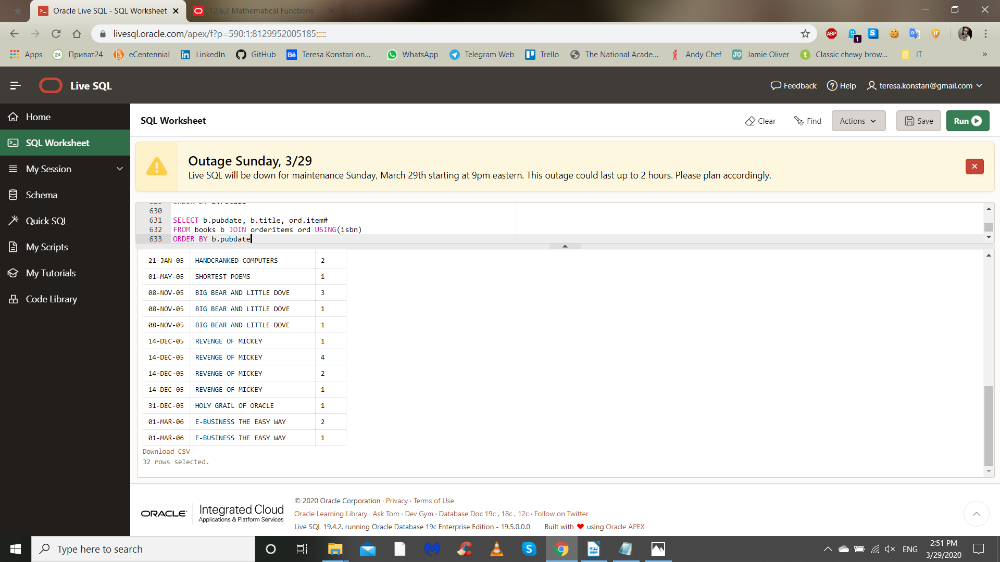 Oracle Live SQL - SQL Worksheet
12.6.2 Mathematical Functions
livesql.oracle.com/apex/f?p=590:1:8129952005185:::::
ABP
1
S
IP
Apps
24 Приват24
eCentennial
LinkedIn
GitHub
Bē Teresa Konstari on...
WhatsApp
Telegram Web
Trello
The National Acade...
Andy Chef
JO Jamie Oliver
Classic chewy brow...
IT
»
Live SQL
Feedback
Help
teresa.konstari@gmail.com
Home
SQL Worksheet
My Session
Schema
Quick SQL
My Scripts
My Tutorials
Code Library
SQL Worksheet
Clear
Find
Actions
Save
Run
Outage Sunday, 3/29
Live SQL will be down for maintenance Sunday, March 29th starting at 9pm eastern. This outage could last up to 2 hours. Please plan accordingly.
629 ORDER BY b.retail
630
631 SELECT b.pubdate, b.title, ord.item#
632 FROM books b JOIN orderitems ord USING(isbn)
633 ORDER BY b.pubdate
21-JAN-05 HANDCRANKED COMPUTERS 2
01-MAY-05 SHORTEST POEMS 1
08-NOV-05 BIG BEAR AND LITTLE DOVE 3
08-NOV-05 BIG BEAR AND LITTLE DOVE 1
08-NOV-05 BIG BEAR AND LITTLE DOVE 1
14-DEC-05 REVENGE OF MICKEY 1
14-DEC-05 REVENGE OF MICKEY 4
14-DEC-05 REVENGE OF MICKEY 2
14-DEC-05 REVENGE OF MICKEY 1
31-DEC-05 HOLY GRAIL OF ORACLE 1
01-MAR-06 E-BUSINESS THE EASY WAY 2
01-MAR-06 E-BUSINESS THE EASY WAY 1
Download CSV
32 rows selected.
ORACLE
Integrated Cloud
Applications & Platform Services
© 2020 Oracle Corporation · Privacy · Terms of Use
Oracle Learning Library · Ask Tom · Dev Gym · Database Doc 19c , 18c , 12c · Follow on Twitter
Live SQL 19.4.2, running Oracle Database 19c Enterprise Edition - 19.5.0.0.0 Built with ❤ using Oracle APEX
Type here to search
ENG
2:51 PM
3/29/2020